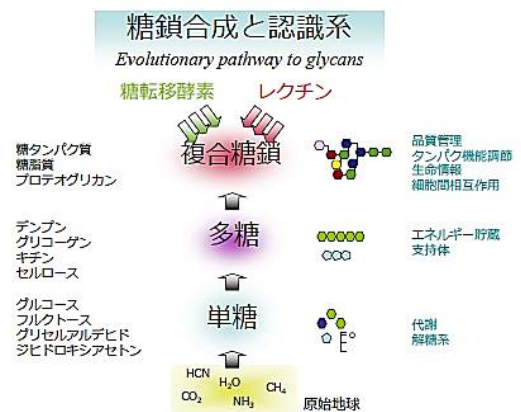 糖鎖合成と認識系
Evolutionary pathway to glycans
糖転移酵素
レクチン
糖タンパク質
糖脂質
プロテオグリカン
複合糖鎖
品質管理
タンパク機能調節
生命情報
細胞間相互作用
デンプン
グリコーゲン
キチン
セルロース
多糖
エネルギー貯蔵
支持体
グルコース
フルクトース
グリセルアルデヒド
ジヒドロキシアセトン
単糖
代謝
解糖系
HCN
H₂O
CH₄
CO₂
NH₃
原始地球